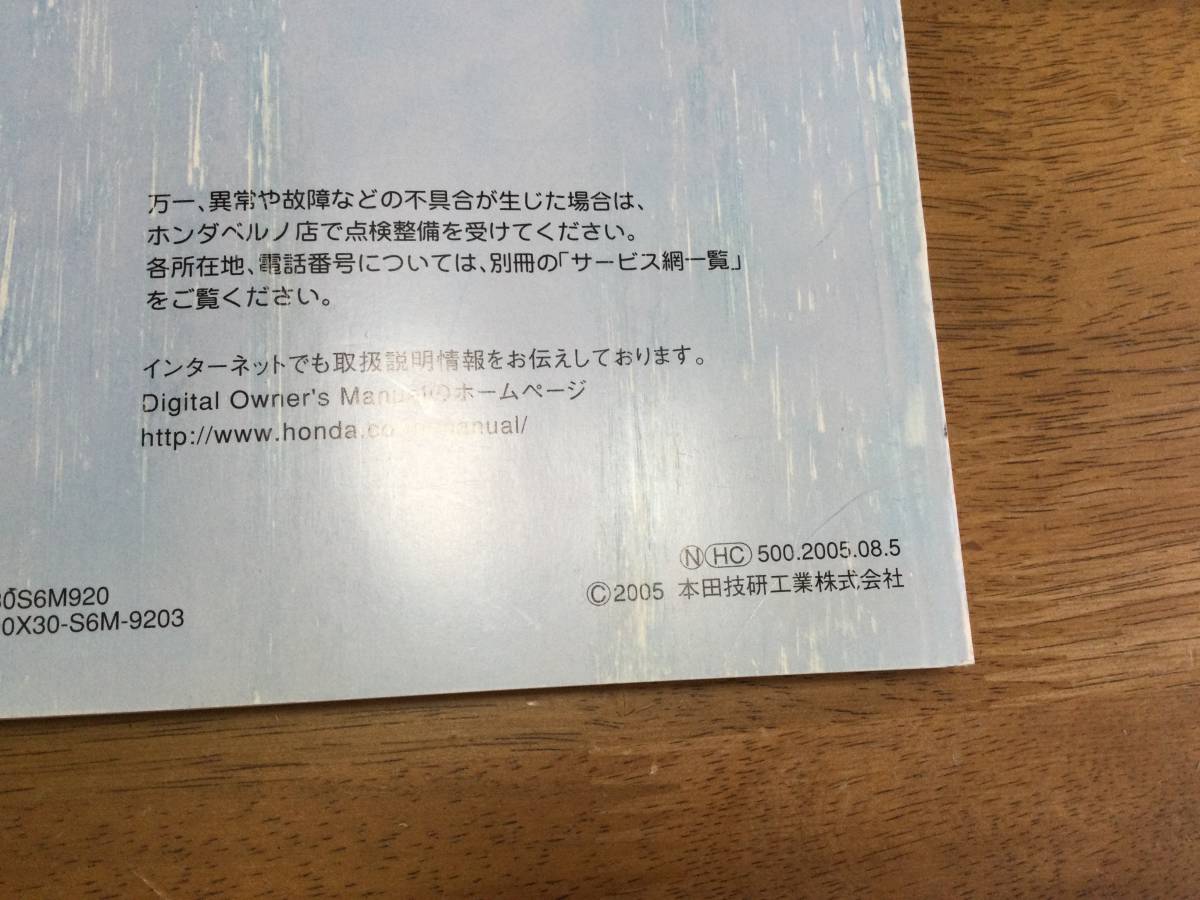 万一、異常や故障などの不具合が生じた場合は、
ホンダベルノ店で点検整備を受けてください。
各所在地、電話番号については、別冊の「サービス網一覧」
をご覧ください。
インターネットでも取扱説明情報をお伝えしております。
Digital Owner's Manualのホームページ
http://www.honda.co.jp/manual/
Ⓝ HC 500.2005.08.5
©2005 本田技研工業株式会社
30S6M920
0X30-S6M-9203